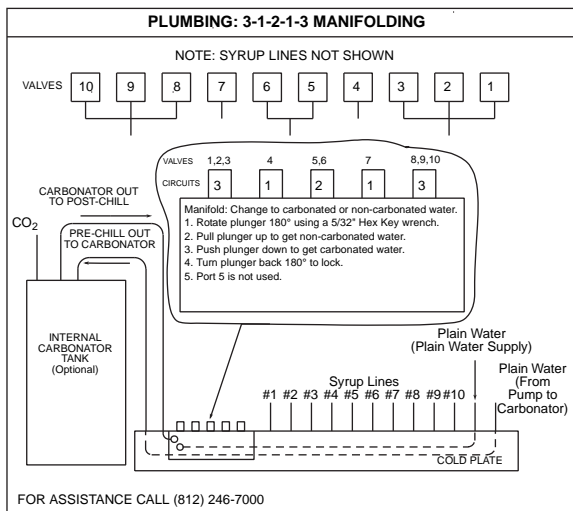 PLUMBING: 3-1-2-1-3 MANIFOLDING
NOTE: SYRUP LINES NOT SHOWN
VALVES 10 9 8 7 6 5 4 3 2 1
VALVES 1,2,3 4 5,6 7 8,9,10
CIRCUITS 3 1 2 1 3
Manifold: Change to carbonated or non-carbonated water.
1. Rotate plunger 180° using a 5/32" Hex Key wrench.
2. Pull plunger up to get non-carbonated water.
3. Push plunger down to get carbonated water.
4. Turn plunger back 180° to lock.
5. Port 5 is not used.
CARBONATOR OUT
TO POST-CHILL
CO2
PRE-CHILL OUT
TO CARBONATOR
INTERNAL
CARBONATOR
TANK
(Optional)
Plain Water
(Plain Water Supply)
Plain Water
(From
Pump to
Carbonator)
Syrup Lines
#1 #2 #3 #4 #5 #6 #7 #8 #9 #10
COLD PLATE
FOR ASSISTANCE CALL (812) 246-7000